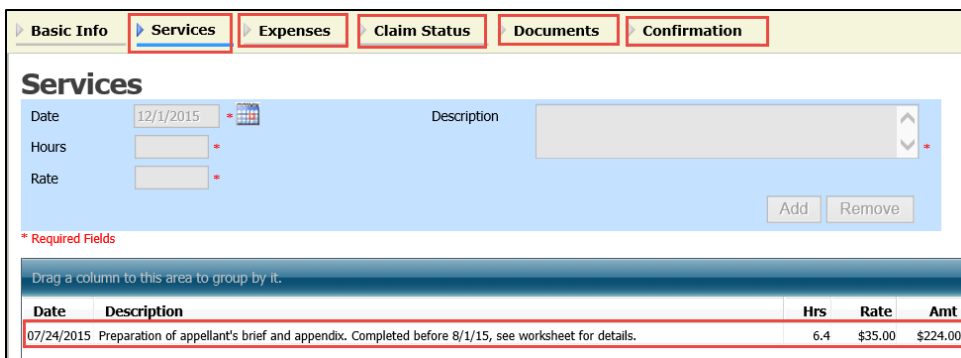 Basic Info Services Expenses Claim Status Documents Confirmation
Services
Date 12/1/2015 * Description
Hours * *
Rate *
Add Remove
* Required Fields
Drag a column to this area to group by it.
Date Description Hrs Rate Amt
07/24/2015 Preparation of appellant's brief and appendix. Completed before 8/1/15, see worksheet for details. 6.4 $35.00 $224.00